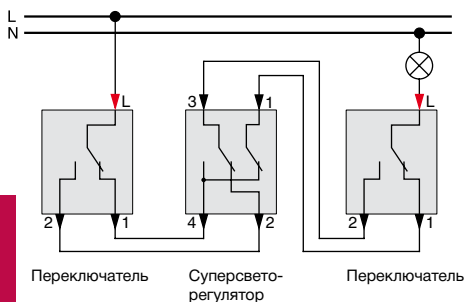 L
N
L 3 1 L
2 1 4 2 2 1
Переключатель Суперсвето- Переключатель
регулятор